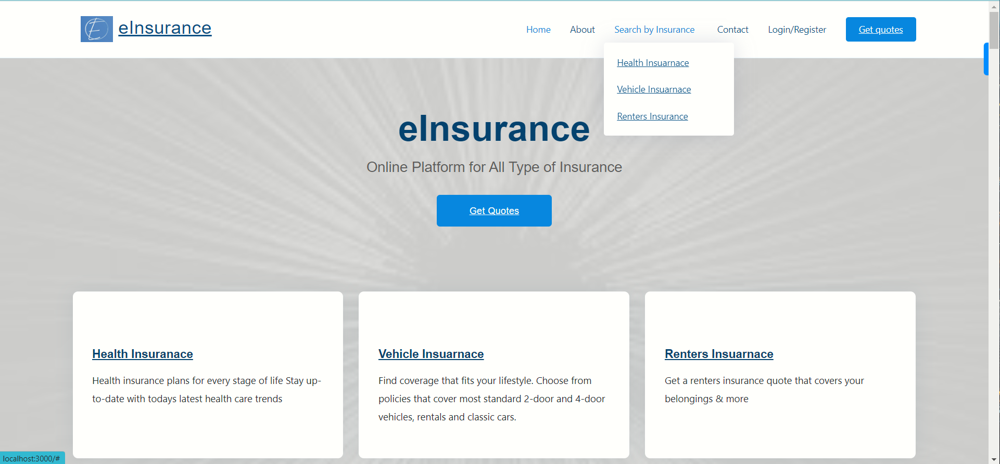 E eInsurance
Home About Search by Insurance Contact Login/Register Get quotes
Health Insuarnace
Vehicle Insuarnace
Renters Insurance
eInsurance
Online Platform for All Type of Insurance
Get Quotes
Health Insuranace
Health insurance plans for every stage of life Stay up-
to-date with todays latest health care trends
Vehicle Insuarnace
Find coverage that fits your lifestyle. Choose from
policies that cover most standard 2-door and 4-door
vehicles, rentals and classic cars.
Renters Insuarnace
Get a renters insurance quote that covers your
belongings & more
localhost:3000/#